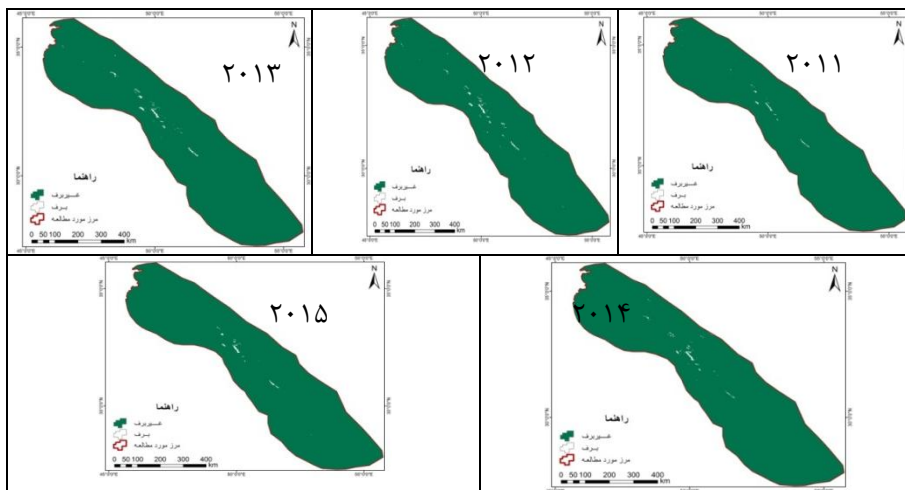 ۲۰۱۱
N
راهنما
غیربرف
برف
مرز مورد مطالعه
0 50 100 200 300 400
km
۲۰۱۲
N
راهنما
غیربرف
برف
مرز مورد مطالعه
0 50 100 200 300 400
km
۲۰۱۳
N
راهنما
غیربرف
برف
مرز مورد مطالعه
0 50 100 200 300 400
km
۲۰۱۴
N
راهنما
غیربرف
برف
مرز مورد مطالعه
0 50 100 200 300 400
km
۲۰۱۵
N
راهنما
غیربرف
برف
مرز مورد مطالعه
0 50 100 200 300 400
km